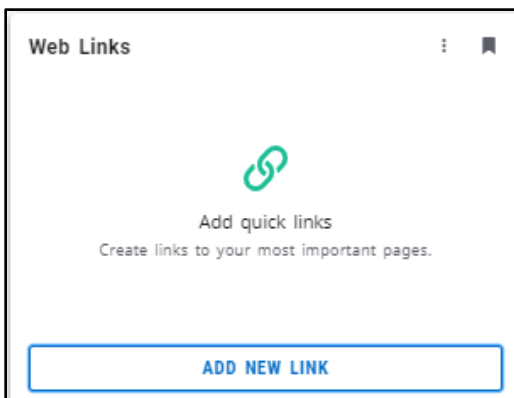 Web Links
Add quick links
Create links to your most important pages.
ADD NEW LINK